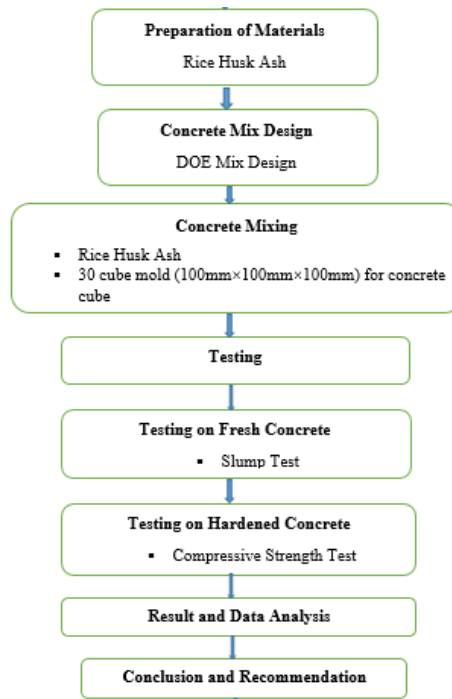 Preparation of Materials
Rice Husk Ash
Concrete Mix Design
DOE Mix Design
Concrete Mixing
▪ Rice Husk Ash
▪ 30 cube mold (100mm×100mm×100mm) for concrete
cube
Testing
Testing on Fresh Concrete
▪ Slump Test
Testing on Hardened Concrete
▪ Compressive Strength Test
Result and Data Analysis
Conclusion and Recommendation